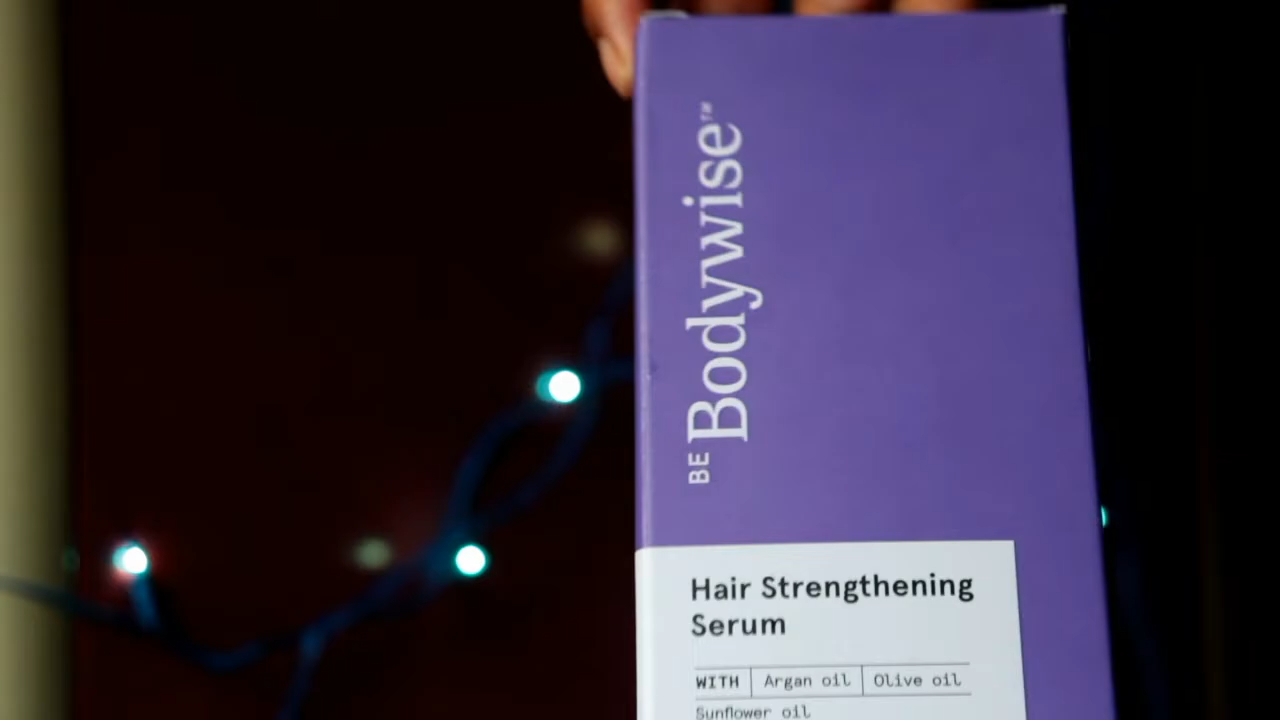 BE Bodywise™
Hair Strengthening
Serum
WITH Argan oil Olive oil
Sunflower oil